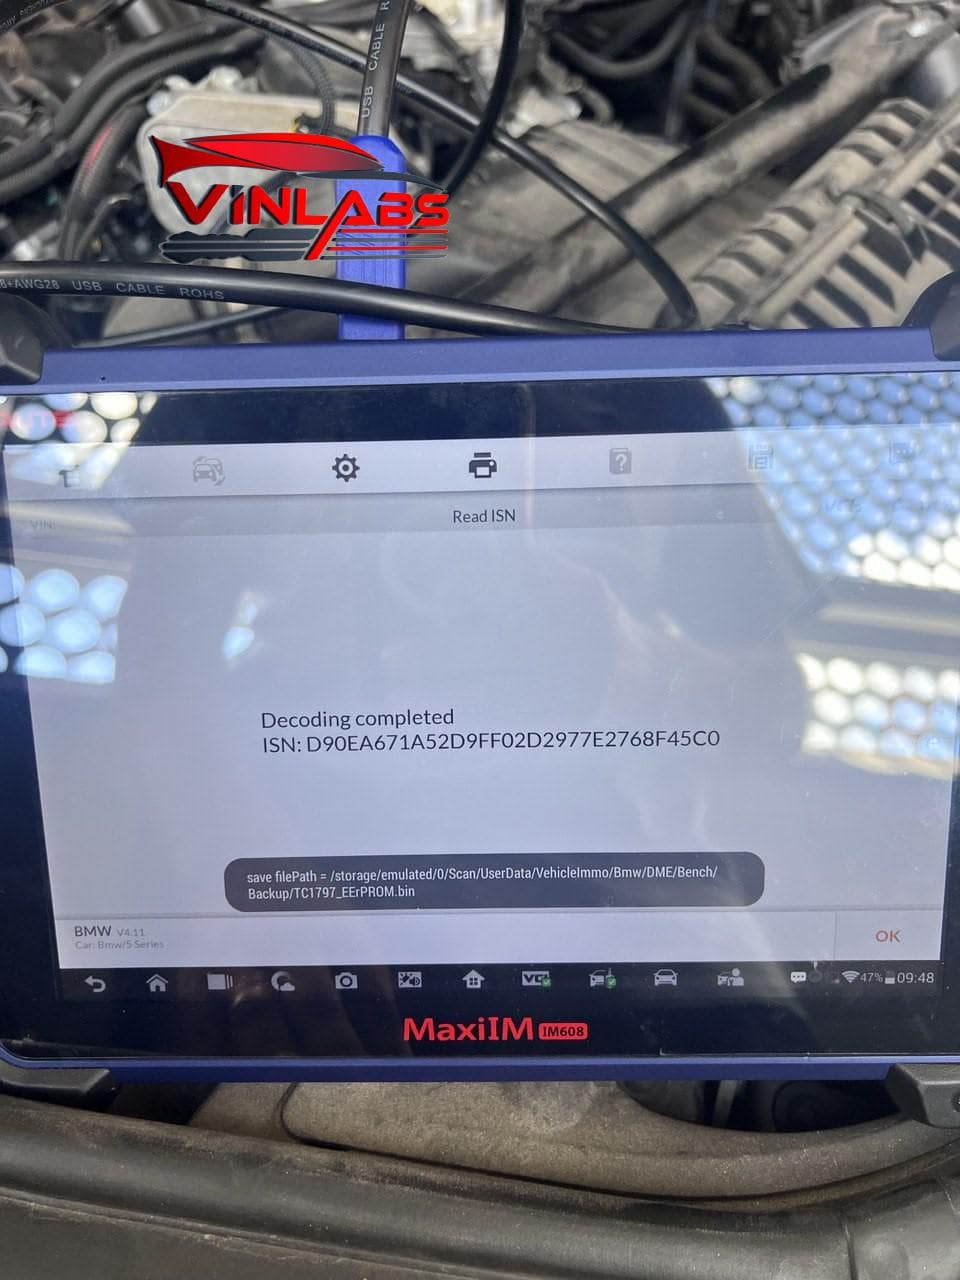 USB CABLE R
VINLABS
8+AWG28 USB CABLE ROHS
Read ISN
VIN:
Decoding completed
ISN: D90EA671A52D9FF02D2977E2768F45C0
save filePath = /storage/emulated/0/Scan/UserData/VehicleImmo/Bmw/DME/Bench/
Backup/TC1797_EErPROM.bin
BMW V4.11
Car: Bmw/5 Series
OK
VCI
47% 09:48
MaxiIM IM608